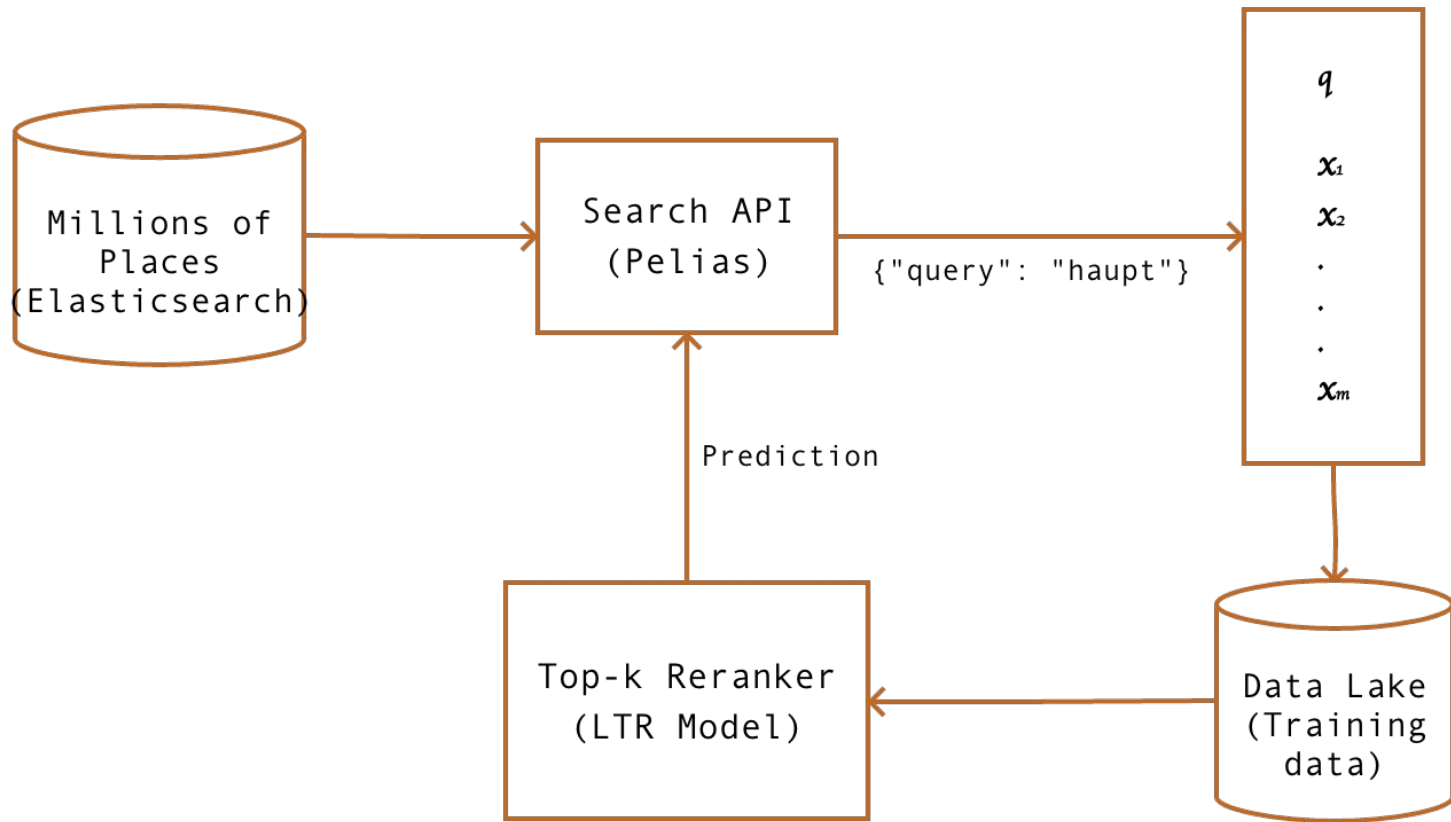 Millions of
Places
(Elasticsearch)
Search API
(Pelias)
{"query": "haupt"}
q
x₁
x₂
.
.
.
xₘ
Prediction
Top-k Reranker
(LTR Model)
Data Lake
(Training
data)